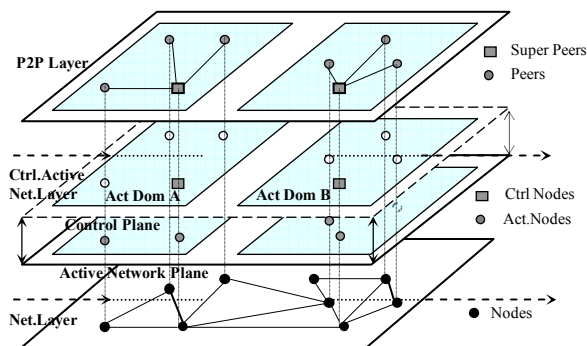 P2P Layer
Super Peers
Peers
Ctrl.Active
Net.Layer
Act Dom A
Act Dom B
Ctrl Nodes
Act.Nodes
Control Plane
Active Network Plane
Net.Layer
Nodes